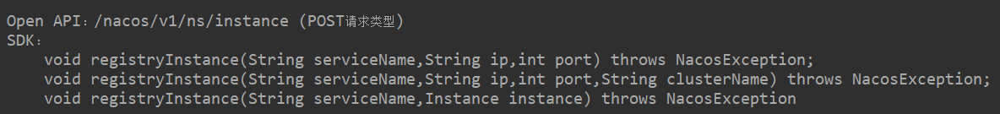 Open API：/nacos/v1/ns/instance (POST请求类型)
SDK：
void registryInstance(String serviceName,String ip,int port) throws NacosException;
void registryInstance(String serviceName,String ip,int port,String clusterName) throws NacosException;
void registryInstance(String serviceName,Instance instance) throws NacosException